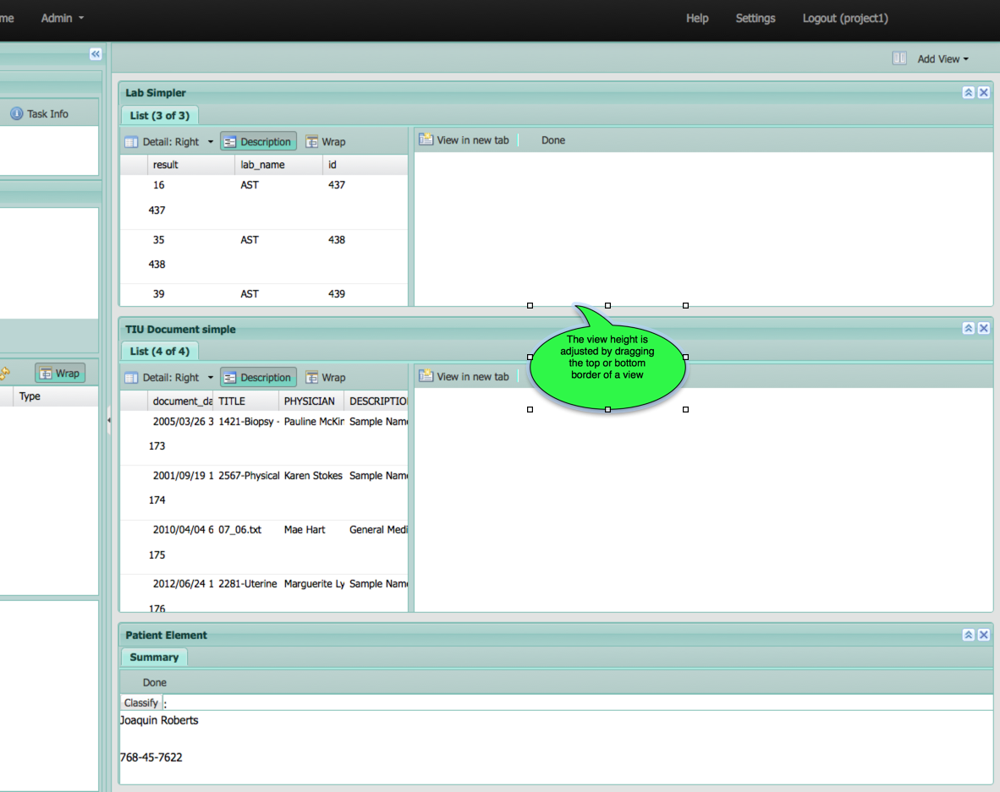 me Admin Help Settings Logout (project1)
Add View
Task Info
Wrap
Type
Lab Simpler
List (3 of 3)
Detail: Right Description Wrap View in new tab Done
result lab_name id
16 AST 437
437
35 AST 438
438
39 AST 439
The view height is
adjusted by dragging
the top or bottom
border of a view
TIU Document simple
List (4 of 4)
Detail: Right Description Wrap View in new tab
document_da TITLE PHYSICIAN DESCRIPTIO
2005/03/26 3 1421-Biopsy - Pauline McKin Sample Name
173
2001/09/19 1 2567-Physical Karen Stokes Sample Name
174
2010/04/04 6 07_06.txt Mae Hart General Medi
175
2012/06/24 1 2281-Uterine Marguerite Ly Sample Name
176
Patient Element
Summary
Done
Classify :
Joaquin Roberts
768-45-7622